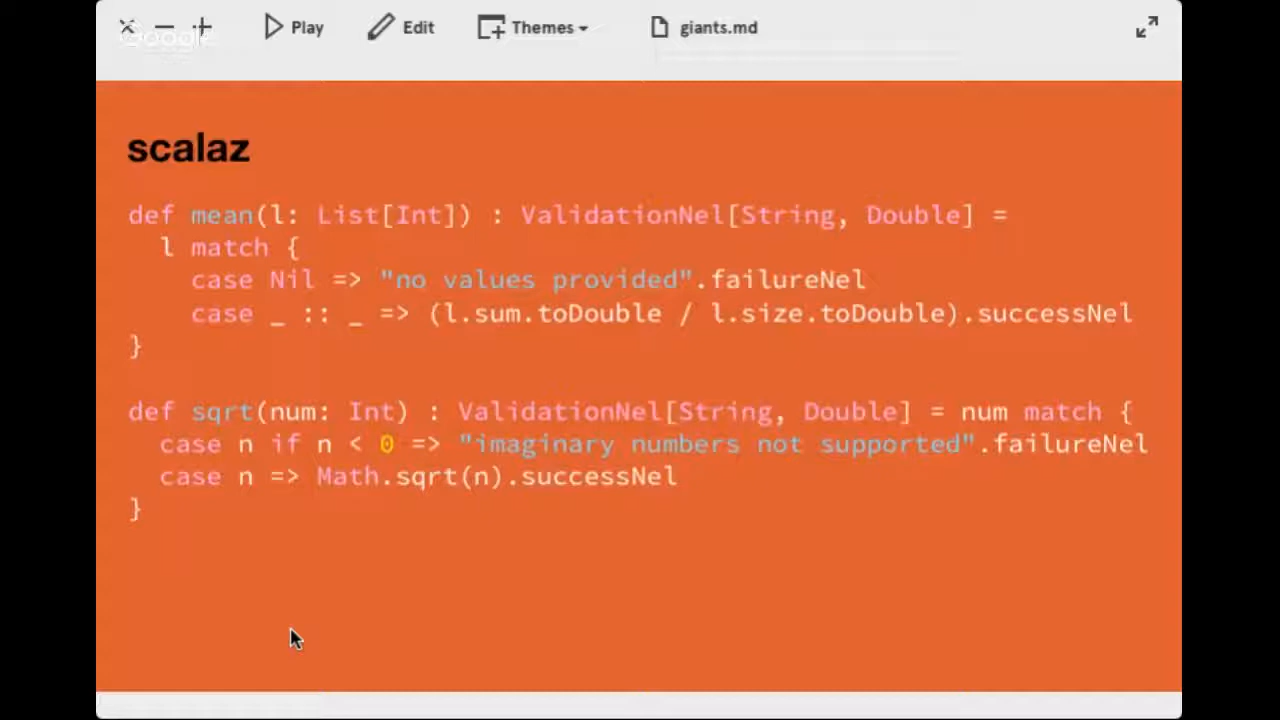 Google
Play Edit Themes giants.md
scalaz
def mean(l: List[Int]) : ValidationNel[String, Double] =
  l match {
    case Nil => "no values provided".failureNel
    case _ :: _ => (l.sum.toDouble / l.size.toDouble).successNel
}
def sqrt(num: Int) : ValidationNel[String, Double] = num match {
  case n if n < 0 => "imaginary numbers not supported".failureNel
  case n => Math.sqrt(n).successNel
}